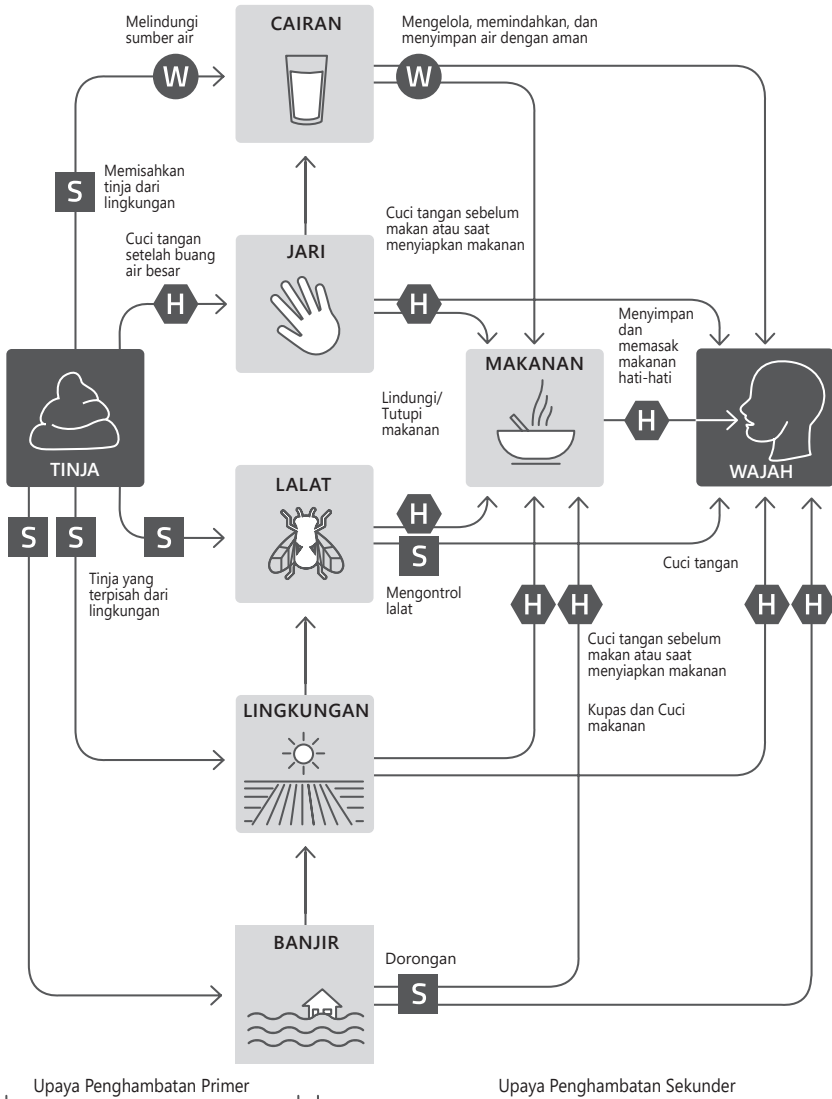 Melindungi
sumber air
W
CAIRAN
Mengelola, memindahkan, dan
menyimpan air dengan aman
W
S
Memisahkan
tinja dari
lingkungan
Cuci tangan
setelah buang
air besar
H
JARI
Cuci tangan sebelum
makan atau saat
menyiapkan makanan
H
TINJA
Lindungi/
Tutupi
makanan
MAKANAN
Menyimpan
dan
memasak
makanan
hati-hati
H
WAJAH
S
S
S
Tinja yang
terpisah dari
lingkungan
LALAT
H
S
Mengontrol
lalat
Cuci tangan
H
H
H
H
Cuci tangan sebelum
makan atau saat
menyiapkan makanan
Kupas dan Cuci
makanan
LINGKUNGAN
BANJIR
Dorongan
S
Upaya Penghambatan Primer
Upaya Penghambatan Sekunder